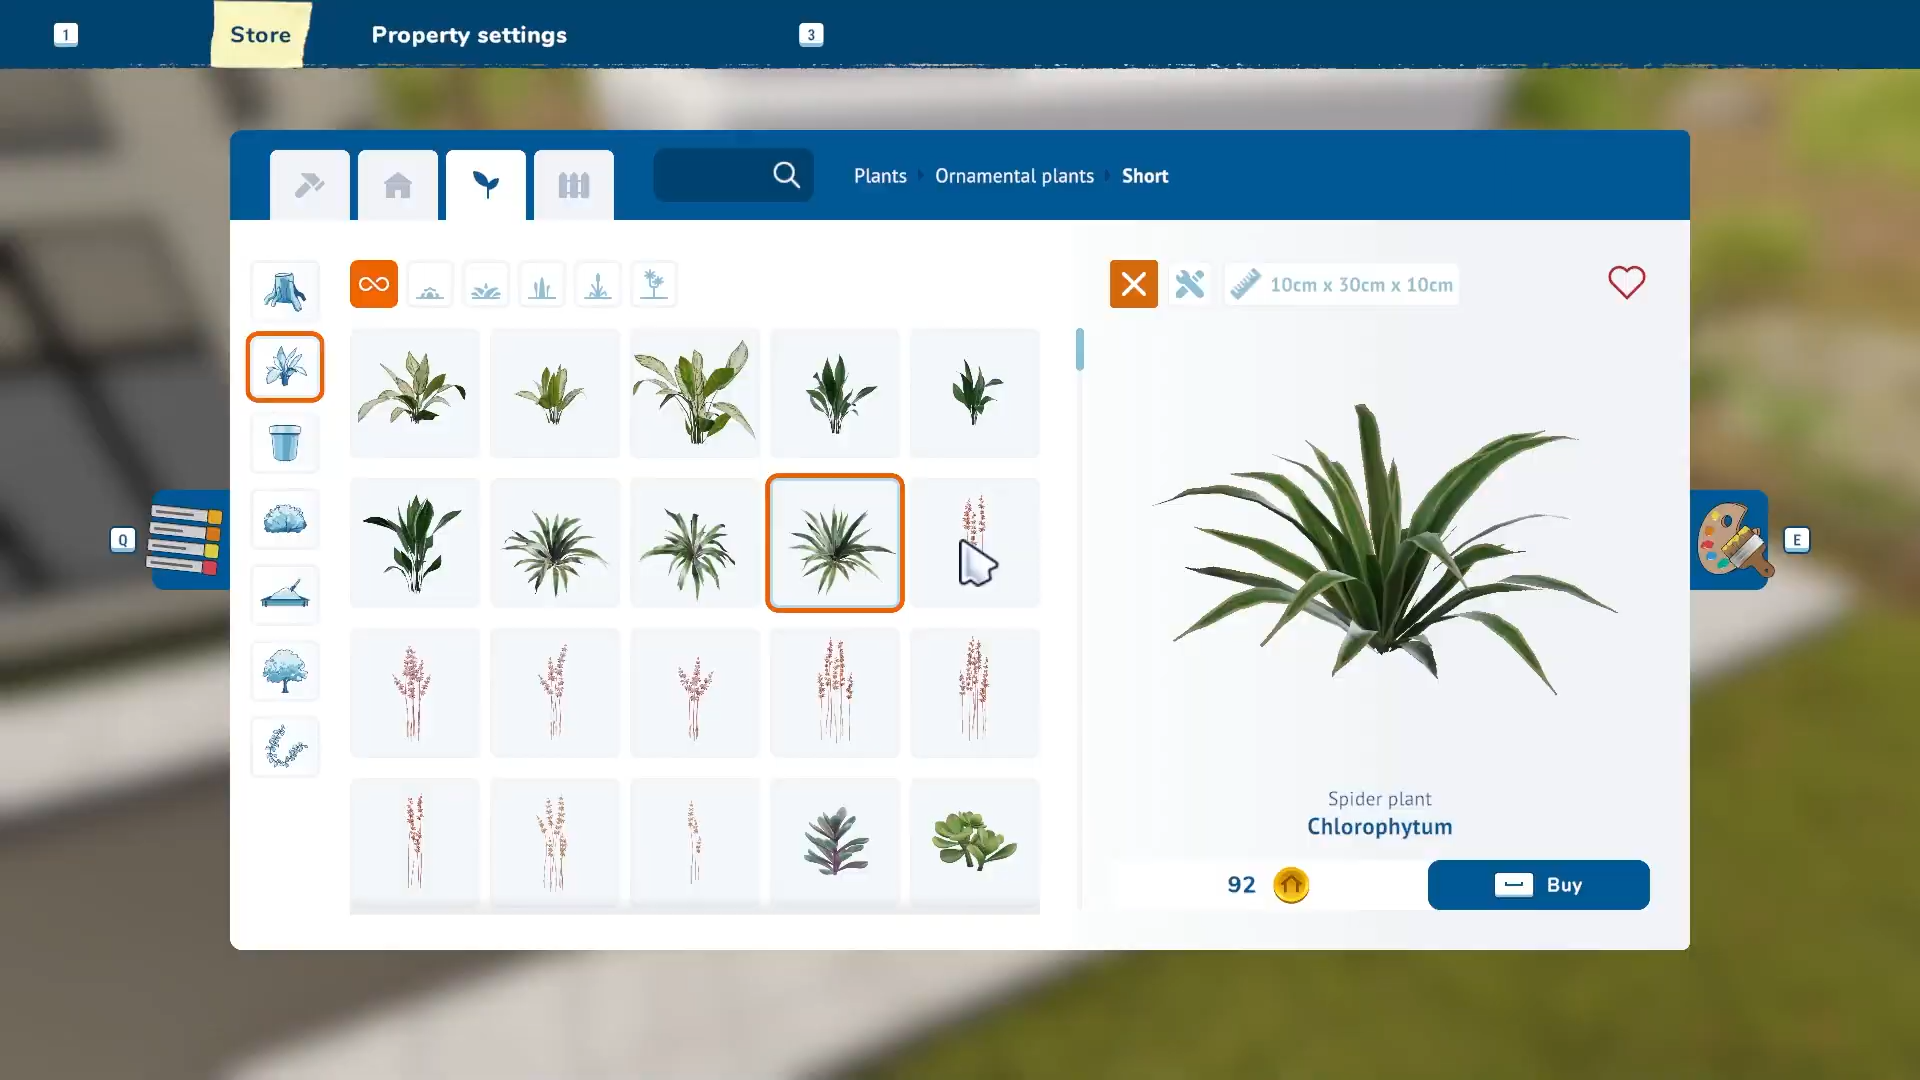 1
Store
Property settings
3
Plants
Ornamental plants
Short
10cm x 30cm x 10cm
Q
E
Spider plant
Chlorophytum
92
Buy